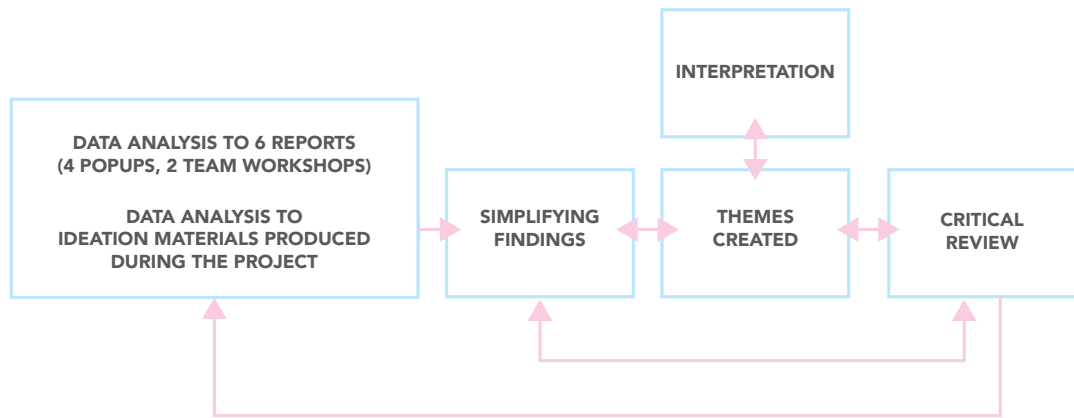 INTERPRETATION
DATA ANALYSIS TO 6 REPORTS
(4 POPUPS, 2 TEAM WORKSHOPS)
DATA ANALYSIS TO
IDEATION MATERIALS PRODUCED
DURING THE PROJECT
SIMPLIFYING
FINDINGS
THEMES
CREATED
CRITICAL
REVIEW